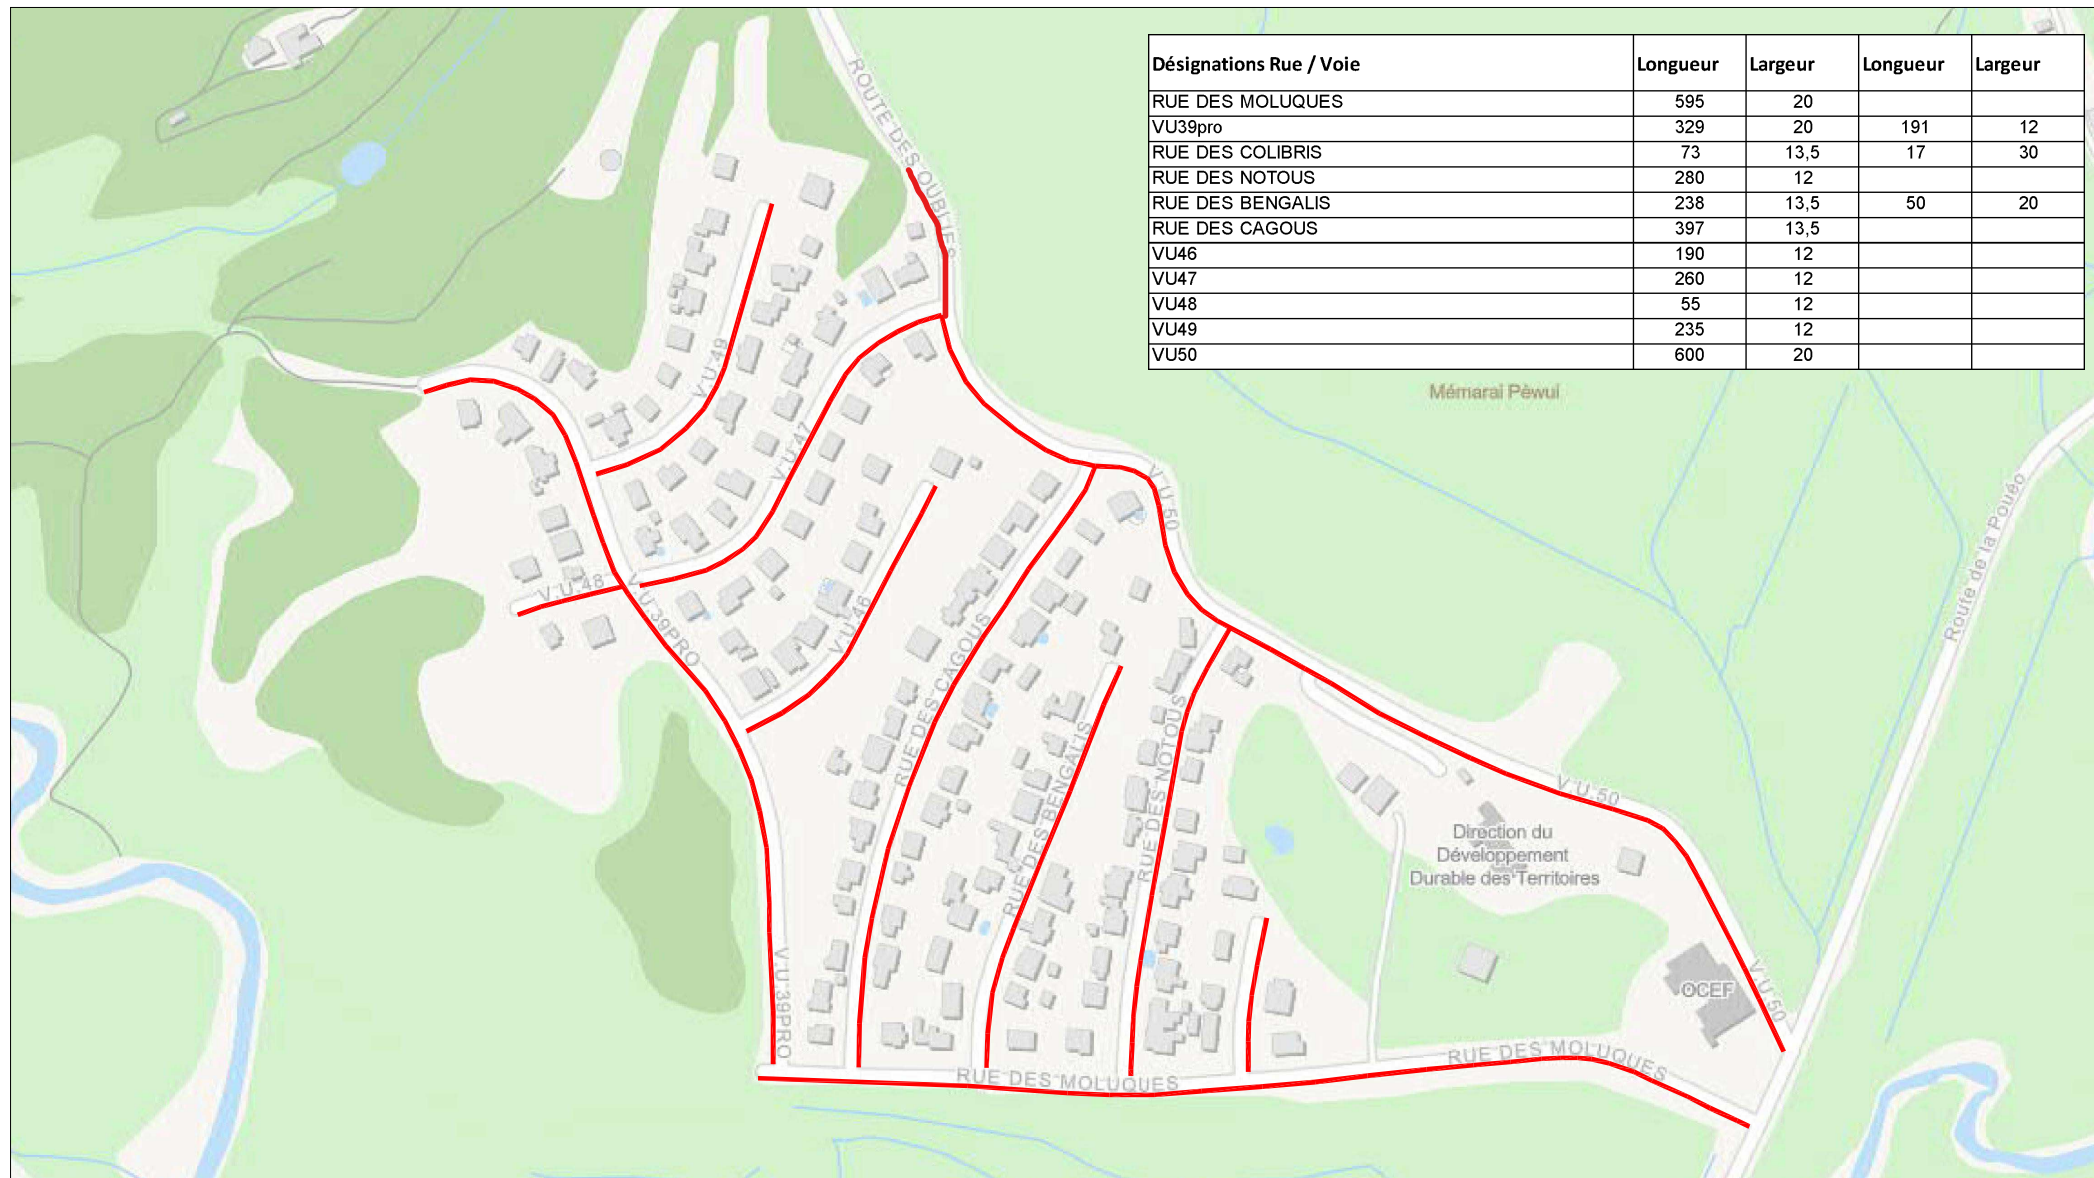 Désignations Rue / Voie Longueur Largeur Longueur Largeur
RUE DES MOLUQUES 595 20
VU39pro 329 20 191 12
RUE DES COLIBRIS 73 13,5 17 30
RUE DES NOTOUS 280 12
RUE DES BENGALIS 238 13,5 50 20
RUE DES CAGOUS 397 13,5
VU46 190 12
VU47 260 12
VU48 55 12
VU49 235 12
VU50 600 20
ROUTE DES OUBLIES
V.U.49
Mémarai Pèwui
V.U.47
V.U.50
Route de la Pouéo
V.U.48
V.U.39PRO
V.U.46
RUE DES CAGOUS
RUE DES BENGALIS
RUE DES NOTOUS
V.U.50
Direction du
Développement
Durable des Territoires
V.U.39PRO
OCEF
V.U.50
RUE DES MOLUQUES
RUE DES MOLUQUES